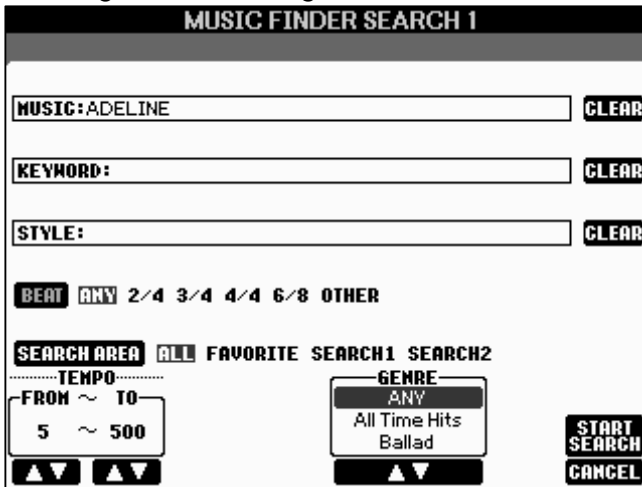 MUSIC FINDER SEARCH 1
MUSIC:ADELINE CLEAR
KEYWORD: CLEAR
STYLE: CLEAR
BEAT ANY 2/4 3/4 4/4 6/8 OTHER
SEARCH AREA ALL FAVORITE SEARCH1 SEARCH2
TEMPO
FROM ~ TO
5 ~ 500
GENRE
ANY
All Time Hits
Ballad
START
SEARCH
CANCEL